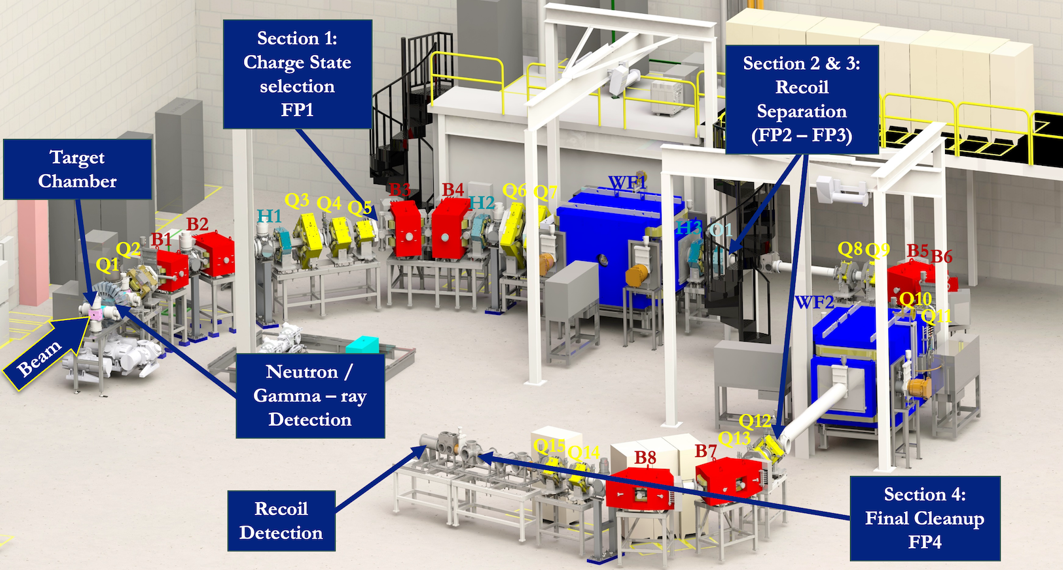 Section 1:
Charge State
selection
FP1
Section 2 & 3:
Recoil
Separation
(FP2 – FP3)
Target
Chamber
Q1
Q2
B1
B2
H1
Q3
Q4
Q5
B3
B4
H2
Q6
Q7
WF1
H3
O1
Q8
Q9
B5
B6
Q10
Q11
WF2
Beam
Neutron /
Gamma – ray
Detection
Q12
Q13
B7
B8
Q14
Q15
Recoil
Detection
Section 4:
Final Cleanup
FP4